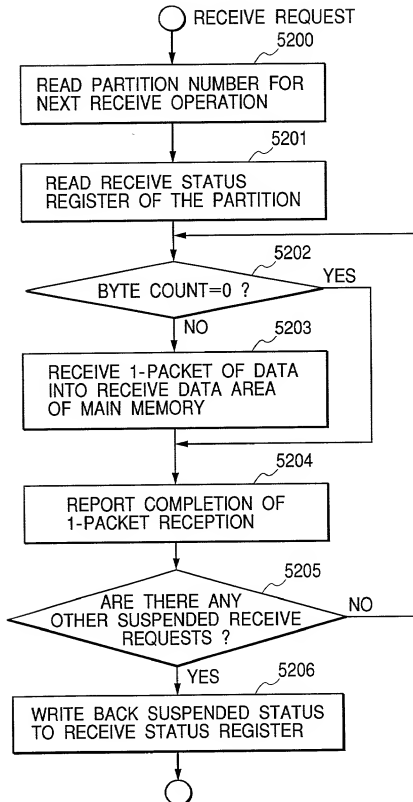 RECEIVE REQUEST
5200
READ PARTITION NUMBER FOR
NEXT RECEIVE OPERATION
5201
READ RECEIVE STATUS
REGISTER OF THE PARTITION
5202
BYTE COUNT=0 ?
YES
NO
5203
RECEIVE 1-PACKET OF DATA
INTO RECEIVE DATA AREA
OF MAIN MEMORY
5204
REPORT COMPLETION OF
1-PACKET RECEPTION
5205
ARE THERE ANY
OTHER SUSPENDED RECEIVE
REQUESTS ?
NO
YES
5206
WRITE BACK SUSPENDED STATUS
TO RECEIVE STATUS REGISTER